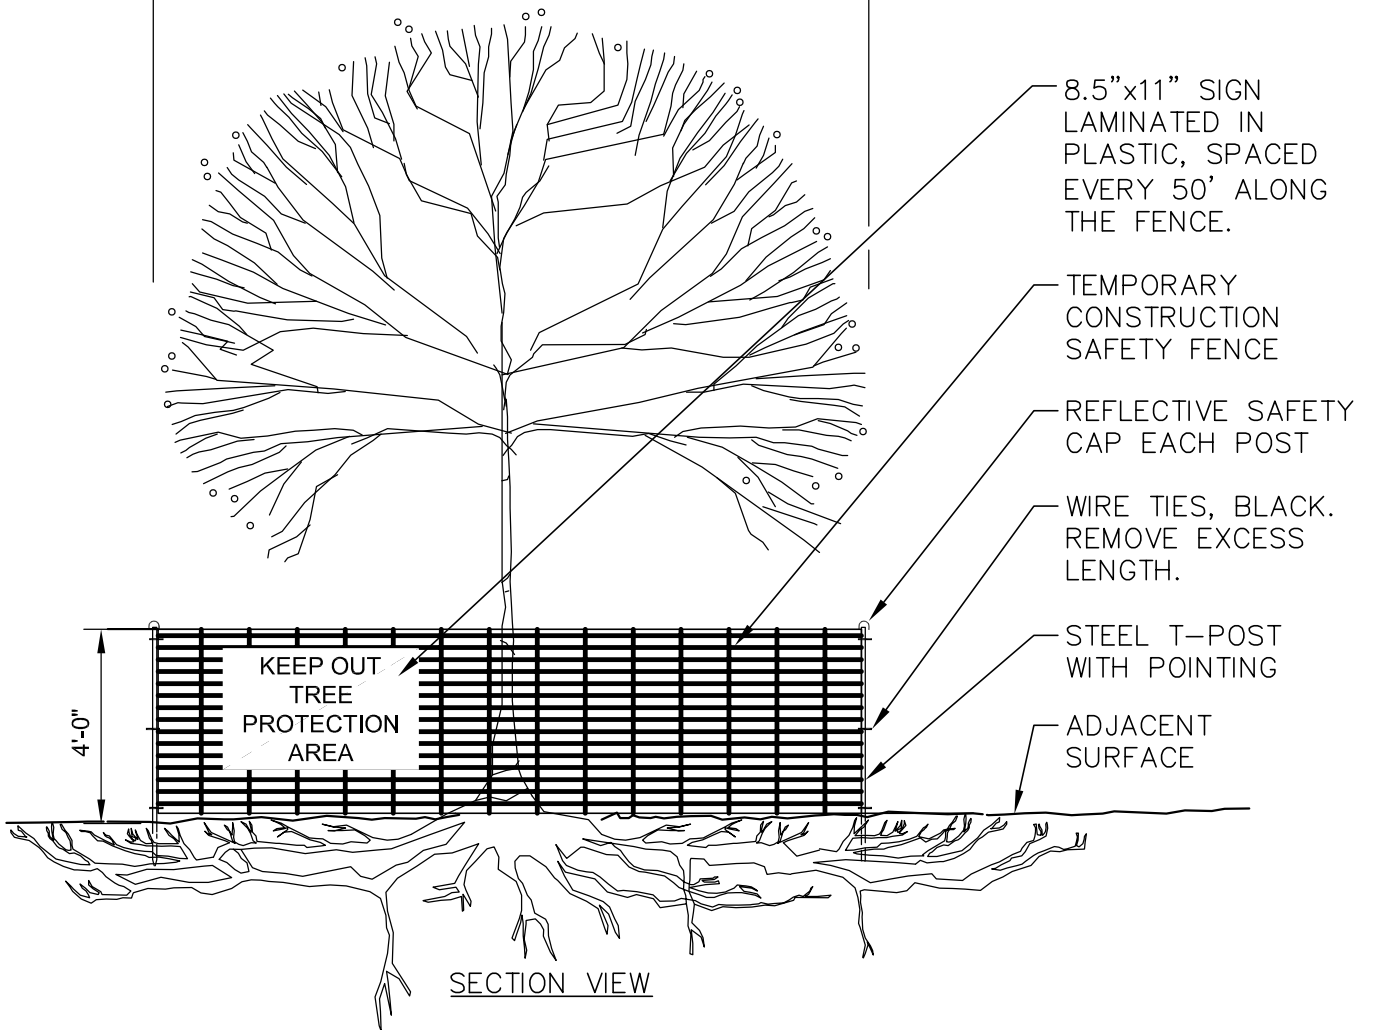 8.5”x11” SIGN
LAMINATED IN
PLASTIC, SPACED
EVERY 50’ ALONG
THE FENCE.
TEMPORARY
CONSTRUCTION
SAFETY FENCE
REFLECTIVE SAFETY
CAP EACH POST
WIRE TIES, BLACK.
REMOVE EXCESS
LENGTH.
STEEL T–POST
WITH POINTING
ADJACENT
SURFACE
KEEP OUT
TREE
PROTECTION
AREA
4'-0"
SECTION VIEW